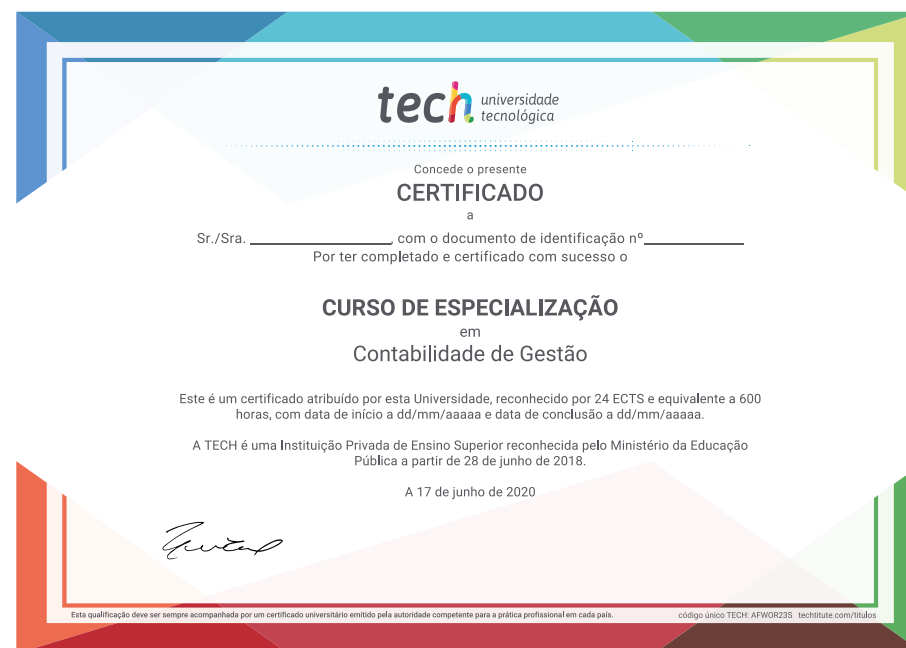 tech universidade
tecnológica
Concede o presente
CERTIFICADO
a
Sr./Sra. ____________________, com o documento de identificação nº______________
Por ter completado e certificado com sucesso o
CURSO DE ESPECIALIZAÇÃO
em
Contabilidade de Gestão
Este é um certificado atribuído por esta Universidade, reconhecido por 24 ECTS e equivalente a 600
horas, com data de início a dd/mm/aaaaa e data de conclusão a dd/mm/aaaaa.
A TECH é uma Instituição Privada de Ensino Superior reconhecida pelo Ministério da Educação
Pública a partir de 28 de junho de 2018.
A 17 de junho de 2020
Esta qualificação deve ser sempre acompanhada por um certificado universitário emitido pela autoridade competente para a prática profissional em cada país. código único TECH: AFWOR23S techtitute.com/titulos